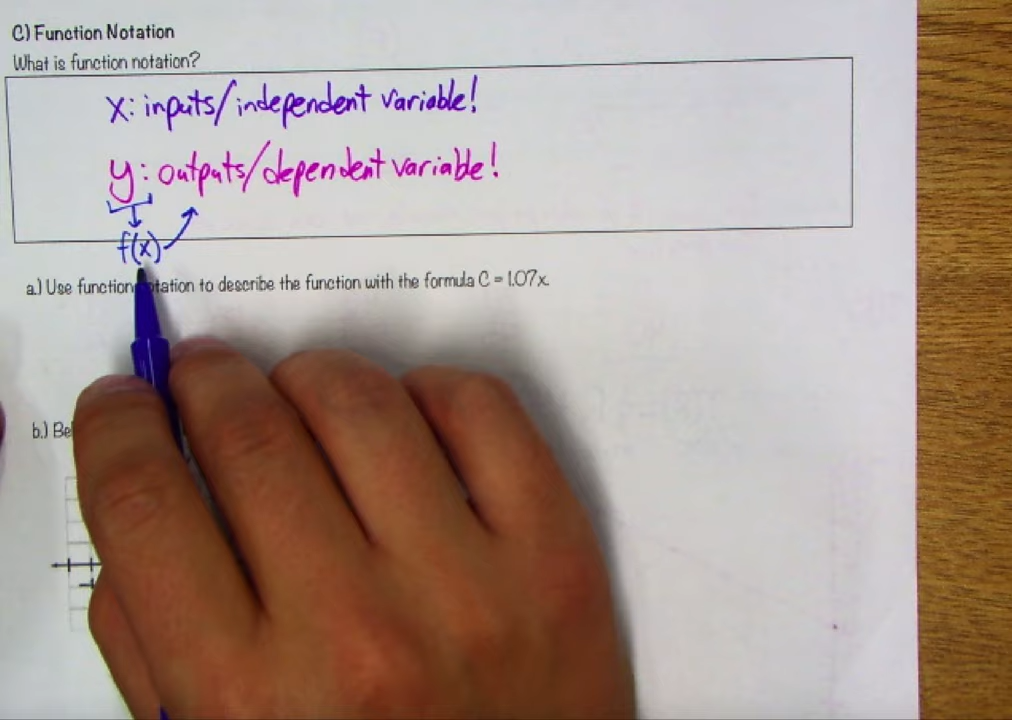 C) Function Notation
What is function notation?
x: inputs/independent variable!
y: outputs/dependent variable!
f(x)
a.) Use function notation to describe the function with the formula C = 1.07x.
b.)